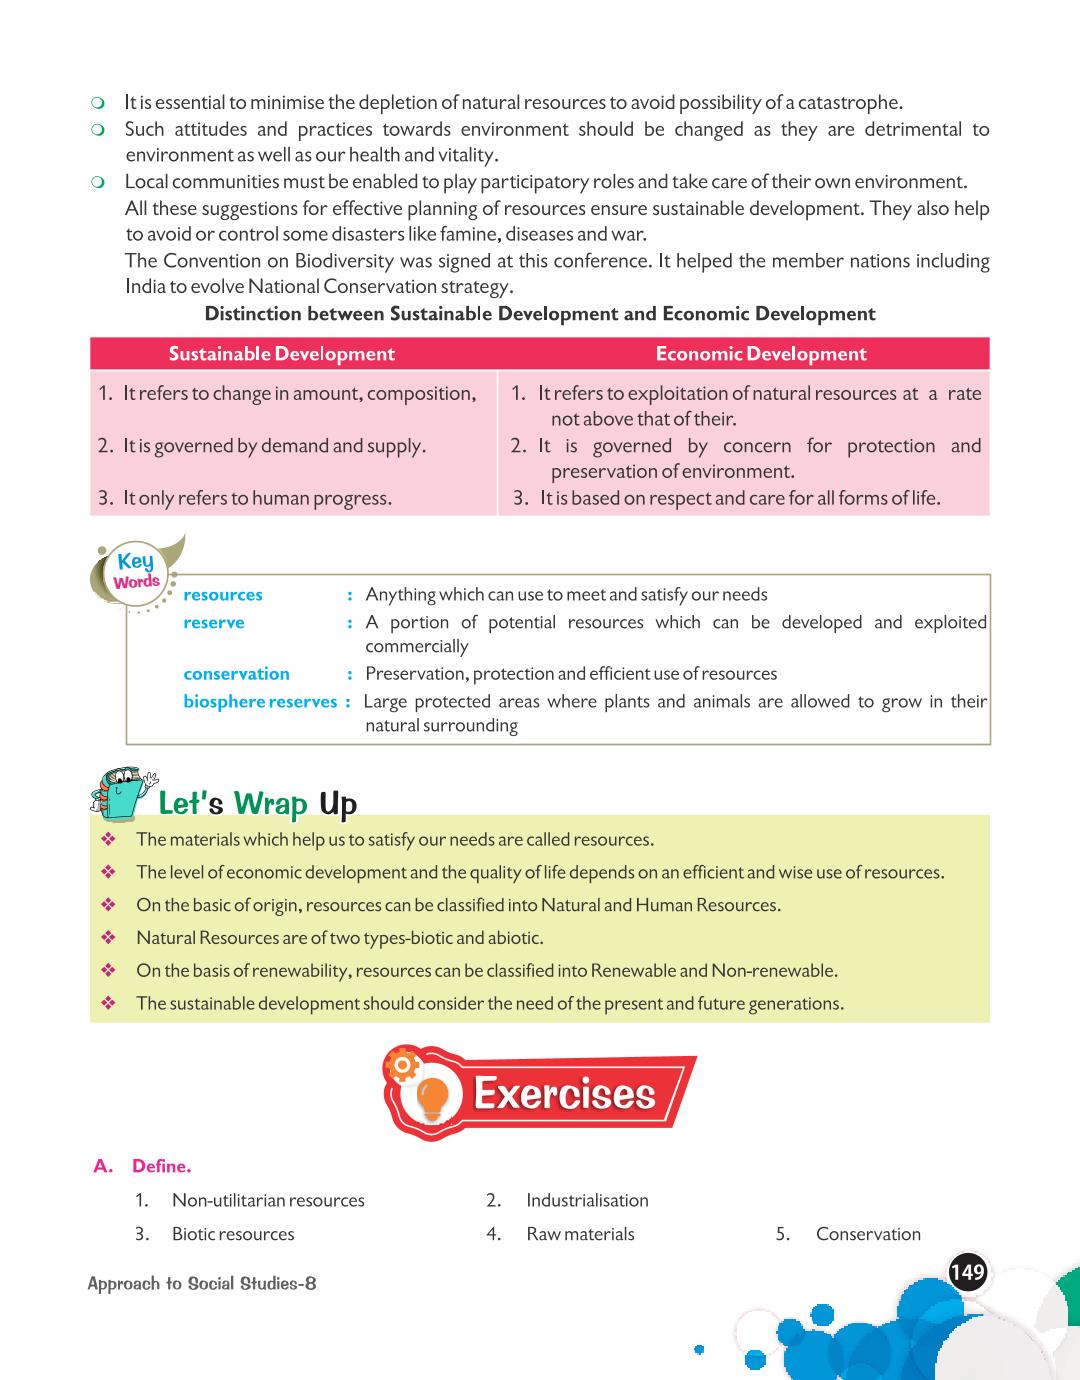 ❍ It is essential to minimise the depletion of natural resources to avoid possibility of a catastrophe.
❍ Such attitudes and practices towards environment should be changed as they are detrimental to
environment as well as our health and vitality.
❍ Local communities must be enabled to play participatory roles and take care of their own environment.
All these suggestions for effective planning of resources ensure sustainable development. They also help
to avoid or control some disasters like famine, diseases and war.
The Convention on Biodiversity was signed at this conference. It helped the member nations including
India to evolve National Conservation strategy.
Distinction between Sustainable Development and Economic Development
Sustainable Development Economic Development
1. It refers to change in amount, composition, 1. It refers to exploitation of natural resources at a rate
not above that of their.
2. It is governed by demand and supply. 2. It is governed by concern for protection and
preservation of environment.
3. It only refers to human progress. 3. It is based on respect and care for all forms of life.
Key
Words
resources : Anything which can use to meet and satisfy our needs
reserve : A portion of potential resources which can be developed and exploited
commercially
conservation : Preservation, protection and efficient use of resources
biosphere reserves : Large protected areas where plants and animals are allowed to grow in their
natural surrounding
Let's Wrap Up
❖ The materials which help us to satisfy our needs are called resources.
❖ The level of economic development and the quality of life depends on an efficient and wise use of resources.
❖ On the basic of origin, resources can be classified into Natural and Human Resources.
❖ Natural Resources are of two types-biotic and abiotic.
❖ On the basis of renewability, resources can be classified into Renewable and Non-renewable.
❖ The sustainable development should consider the need of the present and future generations.
Exercises
A. Define.
1. Non-utilitarian resources 2. Industrialisation
3. Biotic resources 4. Raw materials 5. Conservation
Approach to Social Studies-8 149